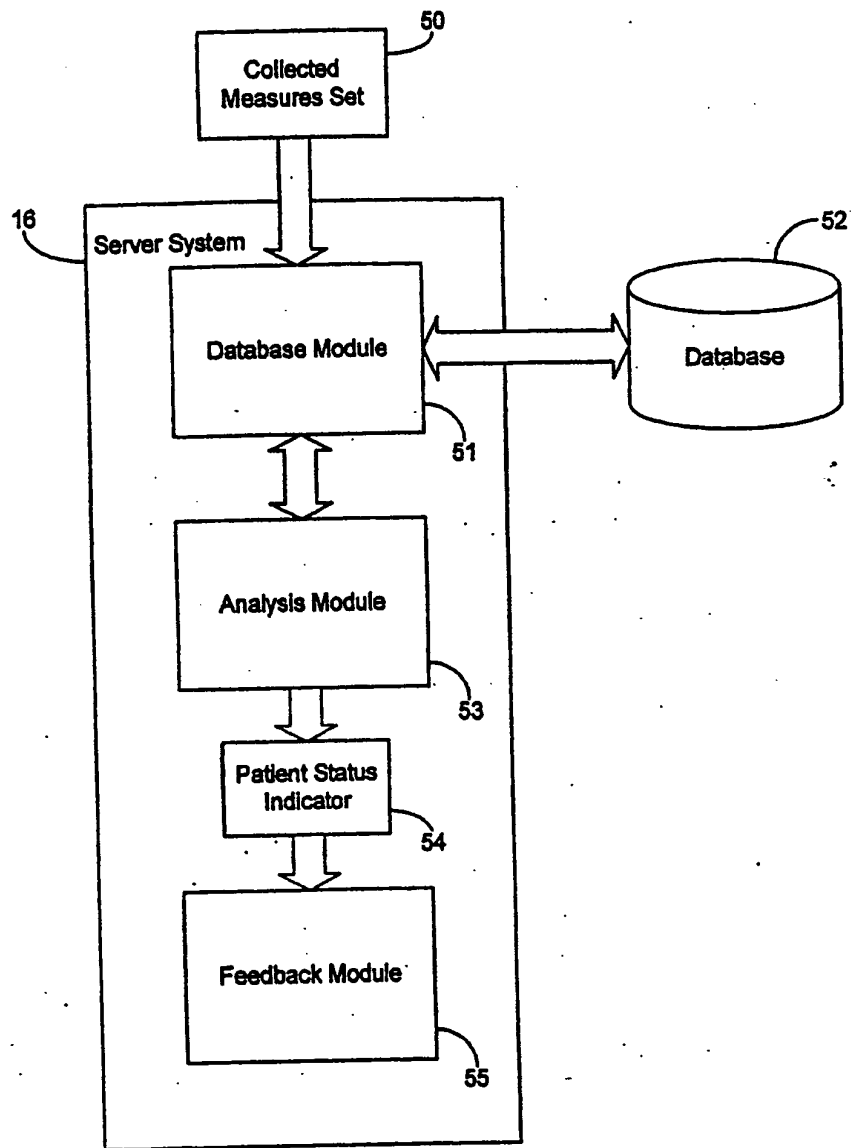 50
Collected
Measures Set
16
Server System
52
Database Module
Database
51
Analysis Module
53
Patient Status
Indicator
54
Feedback Module
55